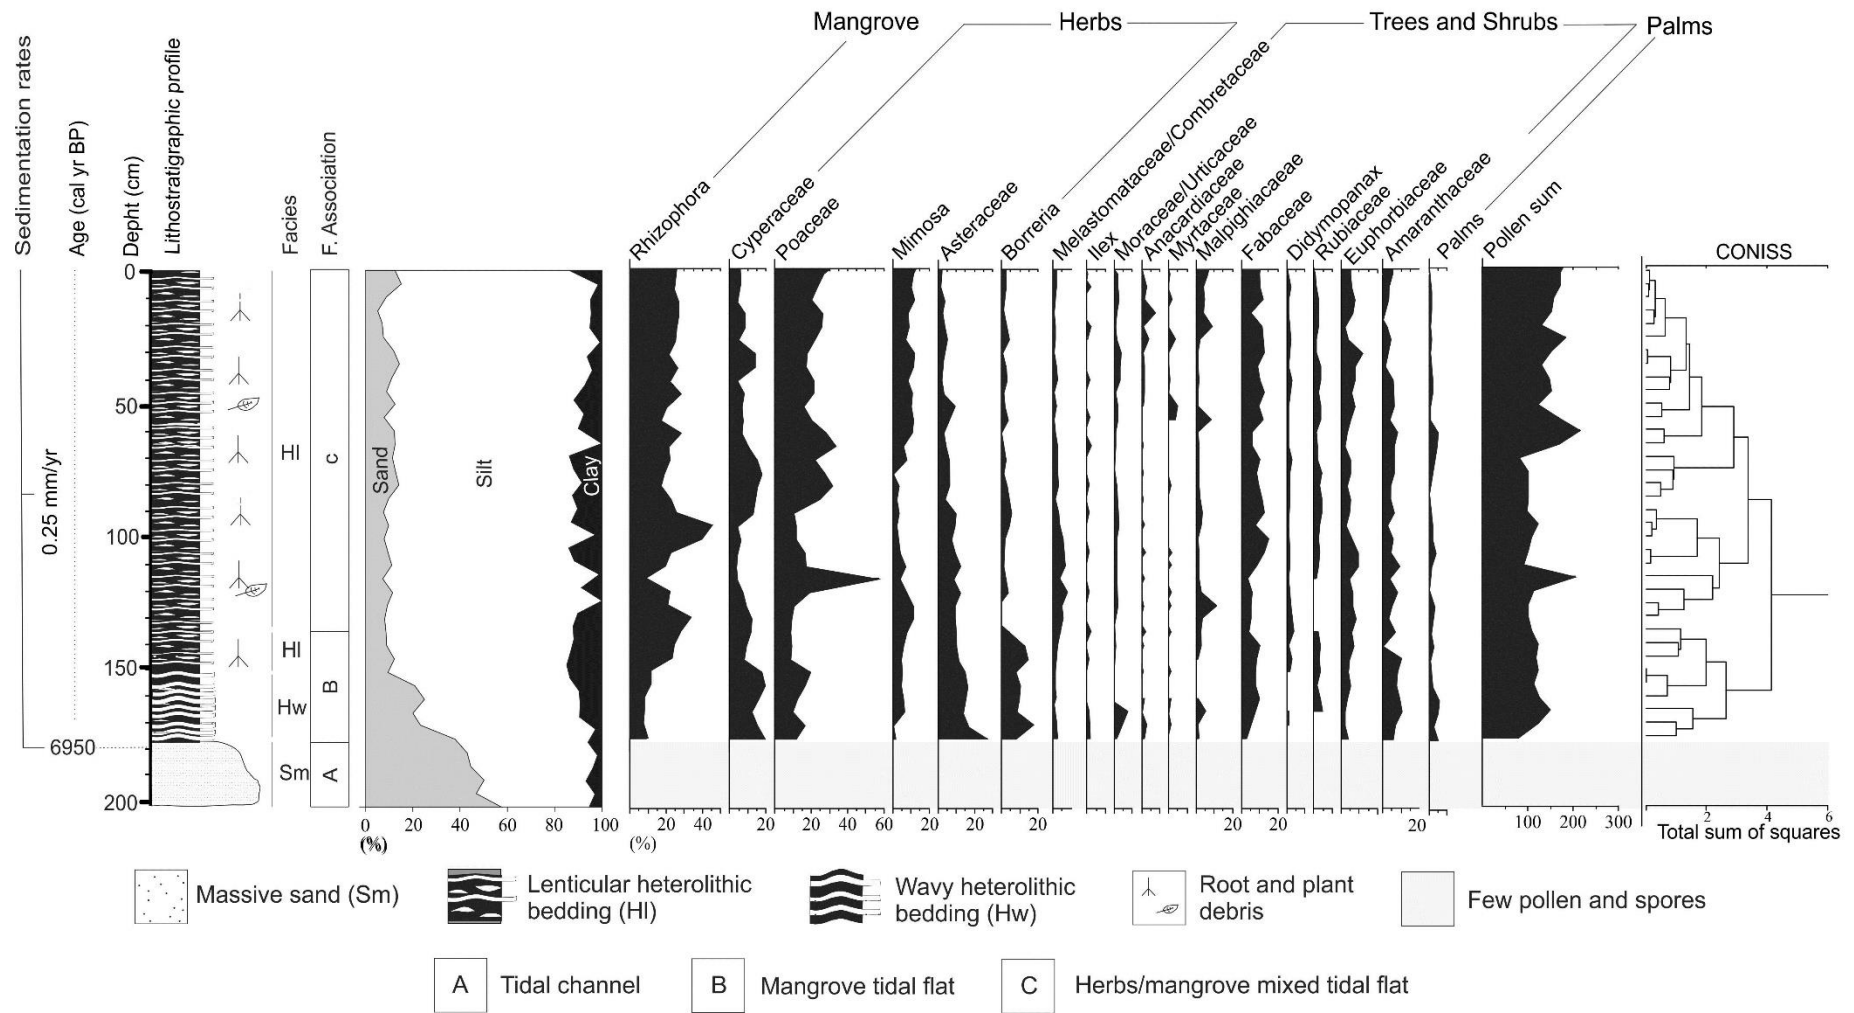 Mangrove
Herbs
Trees and Shrubs
Palms
Sedimentation rates
Age (cal yr BP)
Depht (cm)
Lithostratigraphic profile
Facies
F. Association
Rhizophora
Cyperaceae
Poaceae
Mimosa
Asteraceae
Borreria
Melastomataceae/Combretaceae
Ilex
Moraceae/Urticaceae
Anacardiaceae
Myrtaceae
Malpighiacaeae
Fabaceae
Didymopanax
Rubiaceae
Euphorbiaceae
Amaranthaceae
Palms
Pollen sum
CONISS
0
50
100
150
200
0.25 mm/yr
6950
Hl
Hl
Hw
Sm
c
B
A
Sand
Silt
Clay
0 20 40 60 80 100
(%)
20 40 20 20 40 60 20 20 20 20 20 20
(%)
100 200 300
2 4 6
Total sum of squares
Massive sand (Sm)
Lenticular heterolithic
bedding (Hl)
Wavy heterolithic
bedding (Hw)
Root and plant
debris
Few pollen and spores
A Tidal channel
B Mangrove tidal flat
C Herbs/mangrove mixed tidal flat